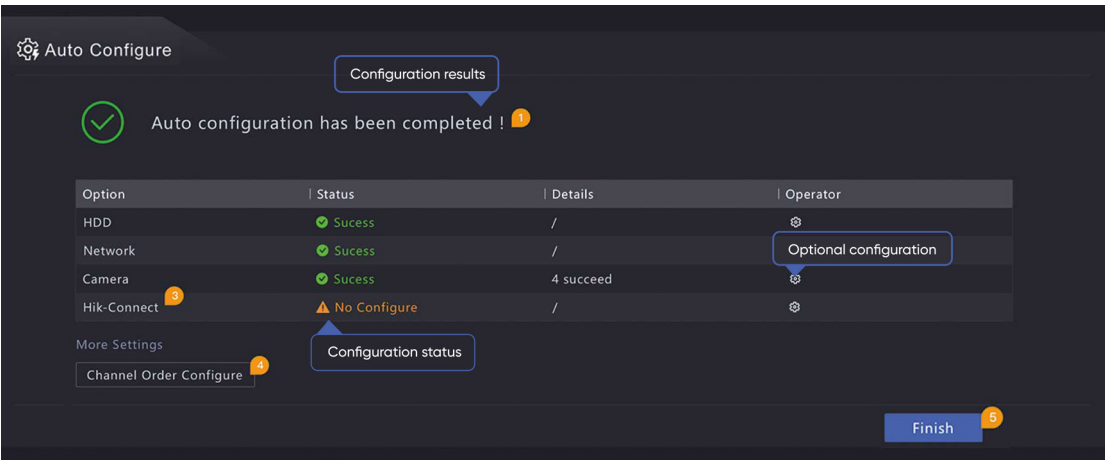 Auto Configure
Configuration results
Auto configuration has been completed ! 1
Option Status Details Operator
HDD Sucess /
Network Sucess /
Optional configuration
Camera Sucess 4 succeed
3
Hik-Connect No Configure /
More Settings
Configuration status
Channel Order Configure 4
Finish 5